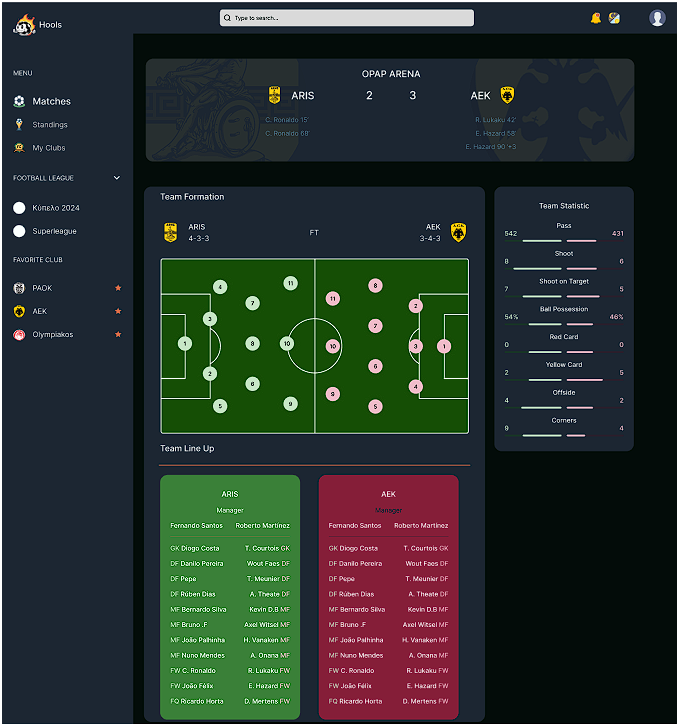 Hools
Type to search...
MENU
Matches
Standings
My Clubs
FOOTBALL LEAGUE
Κύπελο 2024
Superleague
FAVORITE CLUB
PAOK
AEK
Olympiakos
OPAP ARENA
ARIS 2 3 AEK
C. Ronaldo 15' R. Lukaku 42'
C. Ronaldo 68' E. Hazard 58'
E. Hazard 90 '+3
Team Formation
ARIS FT AEK
4-3-3 3-4-3
1 2 3 4 5 6 7 8 9 10 11
11 10 9 8 7 6 5 4 3 2 1
Team Line Up
ARIS
Manager
Fernando Santos Roberto Martínez
GK Diogo Costa T. Courtois GK
DF Danilo Pereira Wout Faes DF
DF Pepe T. Meunier DF
DF Rúben Dias A. Theate DF
MF Bernardo Silva Kevin D.B MF
MF Bruno .F Axel Witsel MF
MF João Palhinha H. Vanaken MF
MF Nuno Mendes A. Onana MF
FW C. Ronaldo R. Lukaku FW
FW João Félix E. Hazard FW
FQ Ricardo Horta D. Mertens FW
AEK
Manager
Fernando Santos Roberto Martínez
GK Diogo Costa T. Courtois GK
DF Danilo Pereira Wout Faes DF
DF Pepe T. Meunier DF
DF Rúben Dias A. Theate DF
MF Bernardo Silva Kevin D.B MF
MF Bruno .F Axel Witsel MF
MF João Palhinha H. Vanaken MF
MF Nuno Mendes A. Onana MF
FW C. Ronaldo R. Lukaku FW
FW João Félix E. Hazard FW
FQ Ricardo Horta D. Mertens FW
Team Statistic
Pass
542 431
Shoot
8 6
Shoot on Target
7 5
Ball Possession
54% 46%
Red Card
0 0
Yellow Card
2 5
Offside
4 2
Corners
9 4